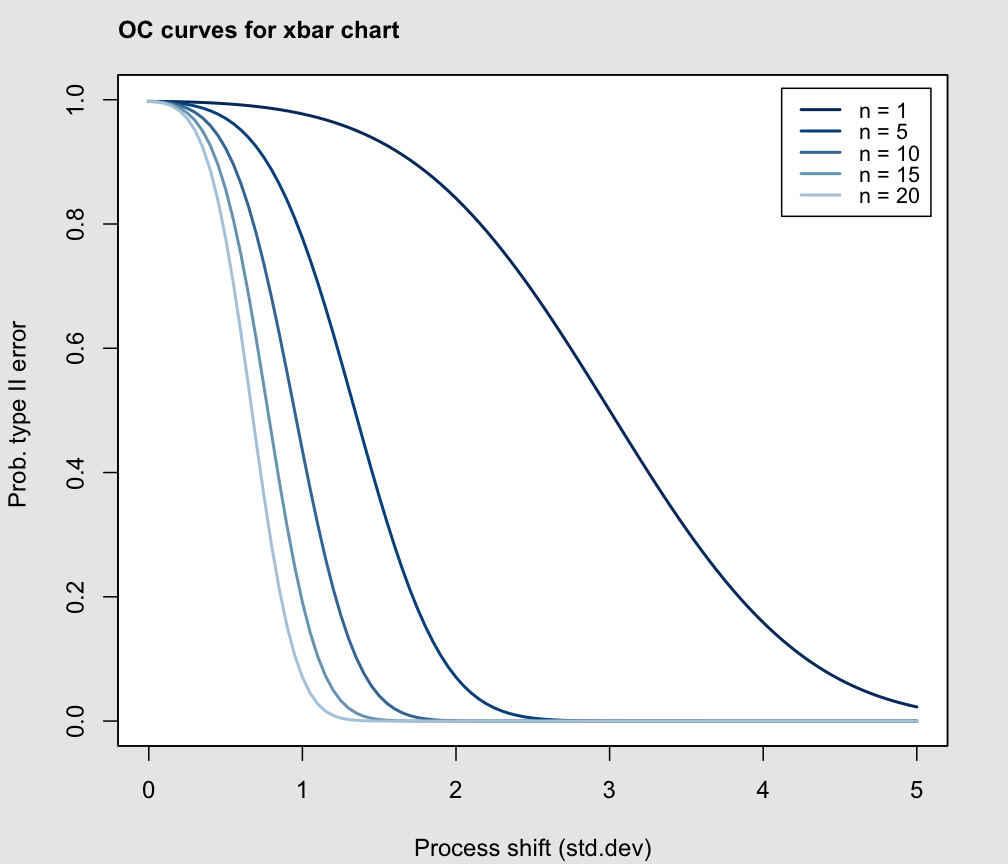 OC curves for xbar chart
Prob. type II error
1.0
0.8
0.6
0.4
0.2
0.0
n = 1
n = 5
n = 10
n = 15
n = 20
0 1 2 3 4 5
Process shift (std.dev)